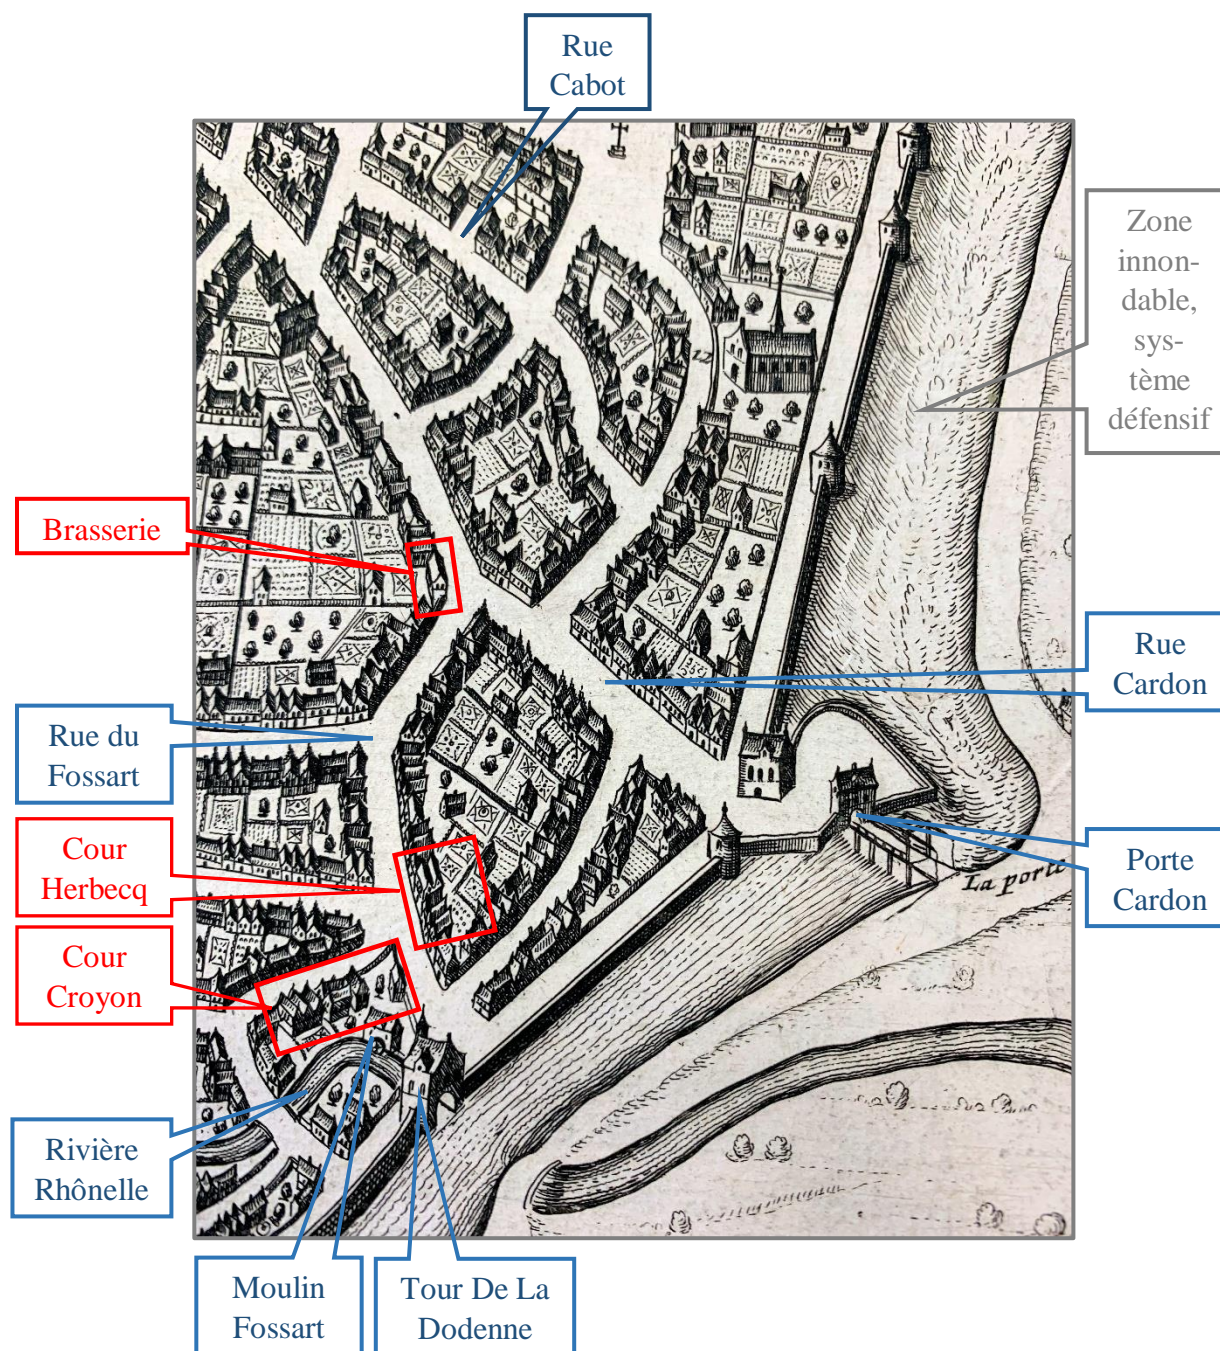 Rue
Cabot
Zone
innon-
dable,
sys-
tème
défensif
12
Brasserie
Rue
Cardon
Rue du
Fossart
Cour
Herbecq
Porte
Cardon
La porte
Cour
Croyon
Rivière
Rhônelle
Moulin
Fossart
Tour De La
Dodenne